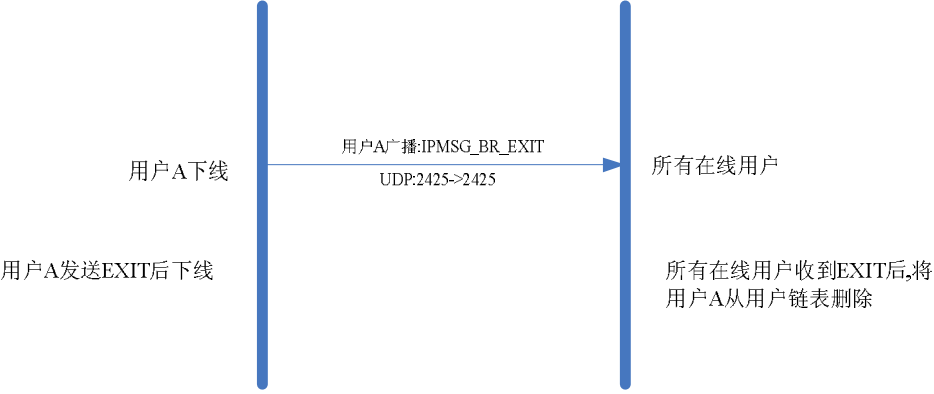 用户A广播:IPMSG_BR_EXIT
用户A下线
所有在线用户
UDP:2425->2425
用户A发送EXIT后下线
所有在线用户收到EXIT后,将
用户A从用户链表删除